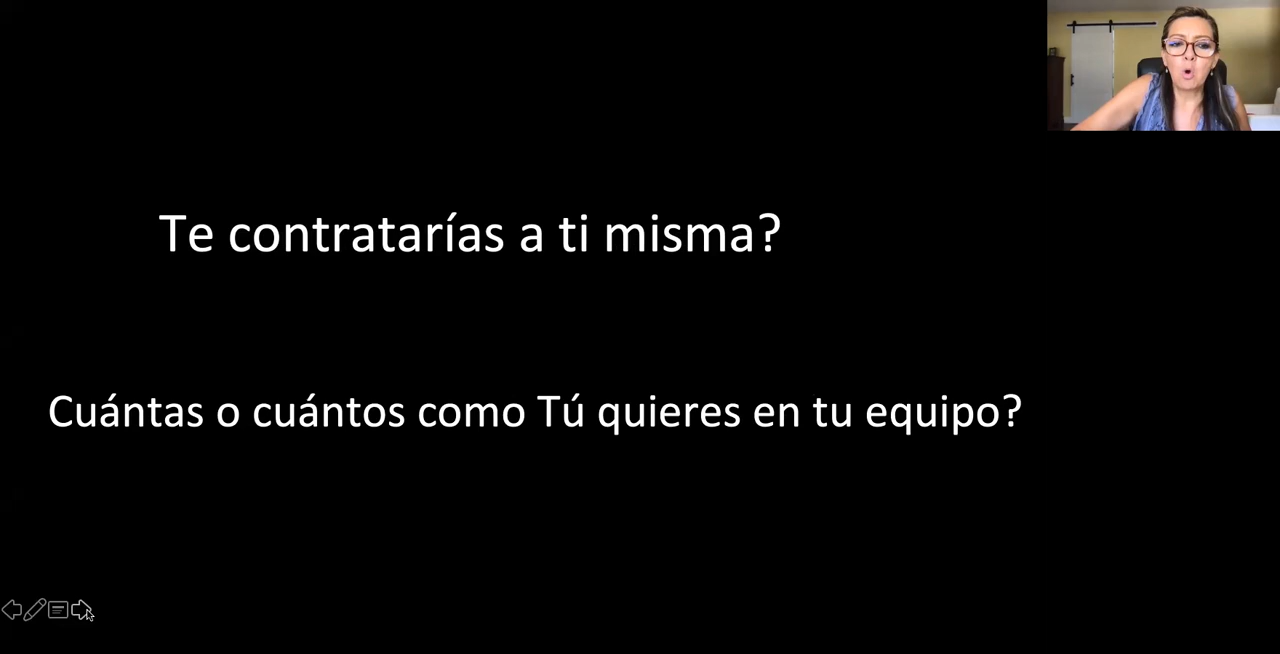 Te contratarías a ti misma?
Cuántas o cuántos como Tú quieres en tu equipo?